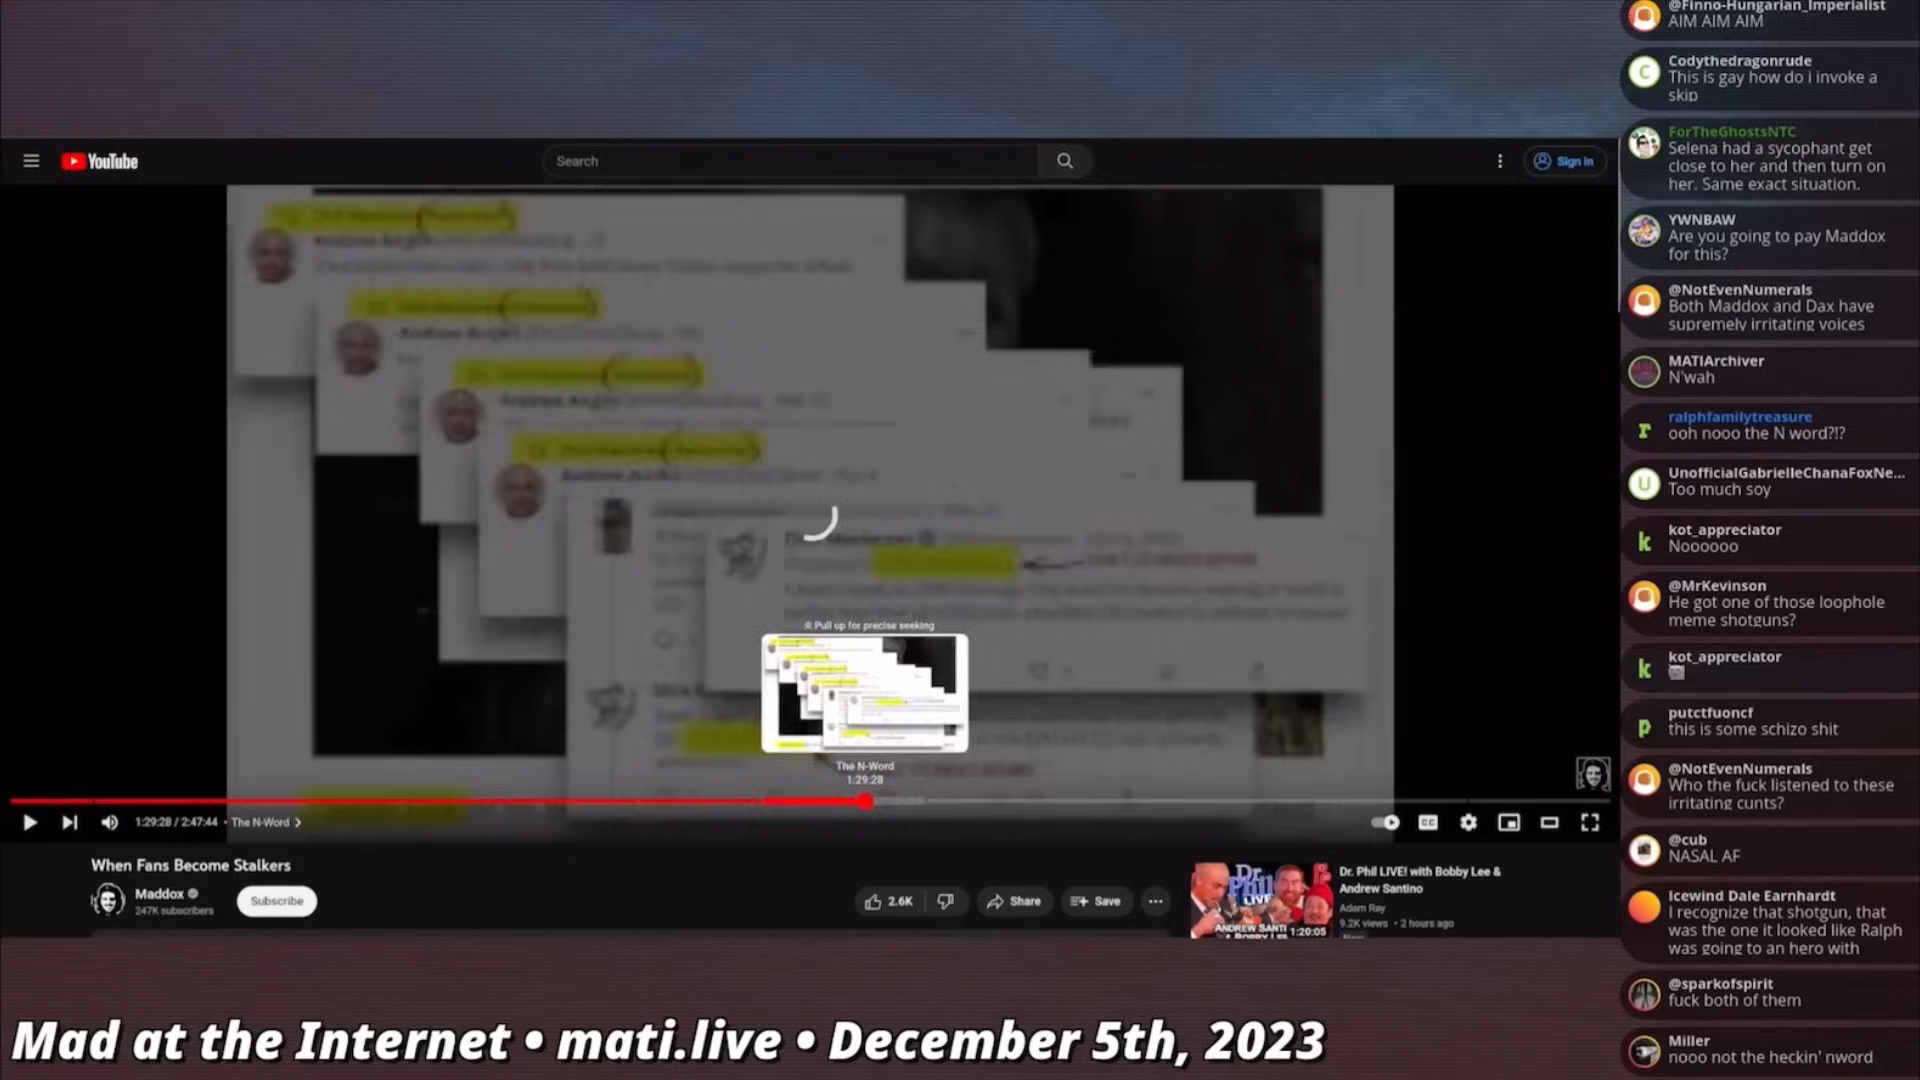 YouTube
Search
Sign in
Pull up for precise seeking
The N-Word
1:29:28
1:29:28 / 2:47:44 • The N-Word
When Fans Become Stalkers
Maddox
247K subscribers
Subscribe
2.6K
Share
Save
Dr. Phil LIVE! with Bobby Lee &
Andrew Santino
Adam Ray
9.2K views • 2 hours ago
New
Dr.
Phil
LIVE
ANDREW SANTI
1:20:05
Mad at the Internet • mati.live • December 5th, 2023
@Finno-Hungarian_Imperialist
AIM AIM AIM
Codythedragonrude
This is gay how do i invoke a
skip
ForTheGhostsNTC
Selena had a sycophant get
close to her and then turn on
her. Same exact situation.
YWNBAW
Are you going to pay Maddox
for this?
@NotEvenNumerals
Both Maddox and Dax have
supremely irritating voices
MATIArchiver
N'wah
ralphfamilytreasure
ooh nooo the N word?!?
UnofficialGabrielleChanaFoxNe...
Too much soy
kot_appreciator
Noooooo
@MrKevinson
He got one of those loophole
meme shotguns?
kot_appreciator
putctfuoncf
this is some schizo shit
@NotEvenNumerals
Who the fuck listened to these
irritating cunts?
@cub
NASAL AF
Icewind Dale Earnhardt
I recognize that shotgun, that
was the one it looked like Ralph
was going to an hero with
@sparkofspirit
fuck both of them
Miller
nooo not the heckin' nword